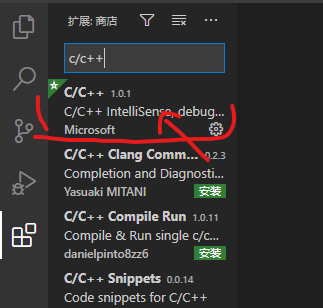 扩展: 商店
c/c++
C/C++ 1.0.1
C/C++ IntelliSense, debug...
Microsoft
C/C++ Clang Comm... 0.2.3
Completion and Diagnosti...
Yasuaki MITANI 安装
C/C++ Compile Run 1.0.11
Compile & Run single c/c...
danielpinto8zz6 安装
C/C++ Snippets 0.0.14
Code snippets for C/C++